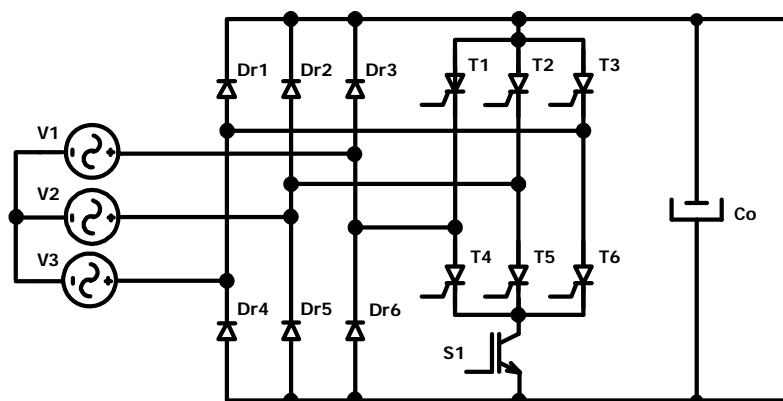 Dr1 Dr2 Dr3 T1 T2 T3
V1
V2
Co
V3
T4 T5 T6
Dr4 Dr5 Dr6
S1